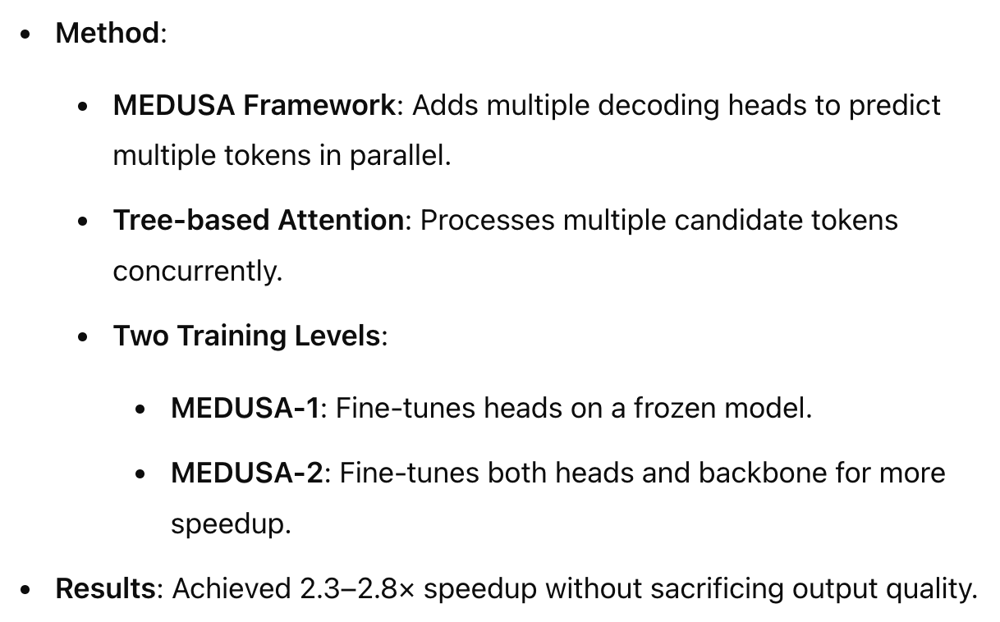 • Method:
• MEDUSA Framework: Adds multiple decoding heads to predict
multiple tokens in parallel.
• Tree-based Attention: Processes multiple candidate tokens
concurrently.
• Two Training Levels:
• MEDUSA-1: Fine-tunes heads on a frozen model.
• MEDUSA-2: Fine-tunes both heads and backbone for more
speedup.
• Results: Achieved 2.3–2.8× speedup without sacrificing output quality.